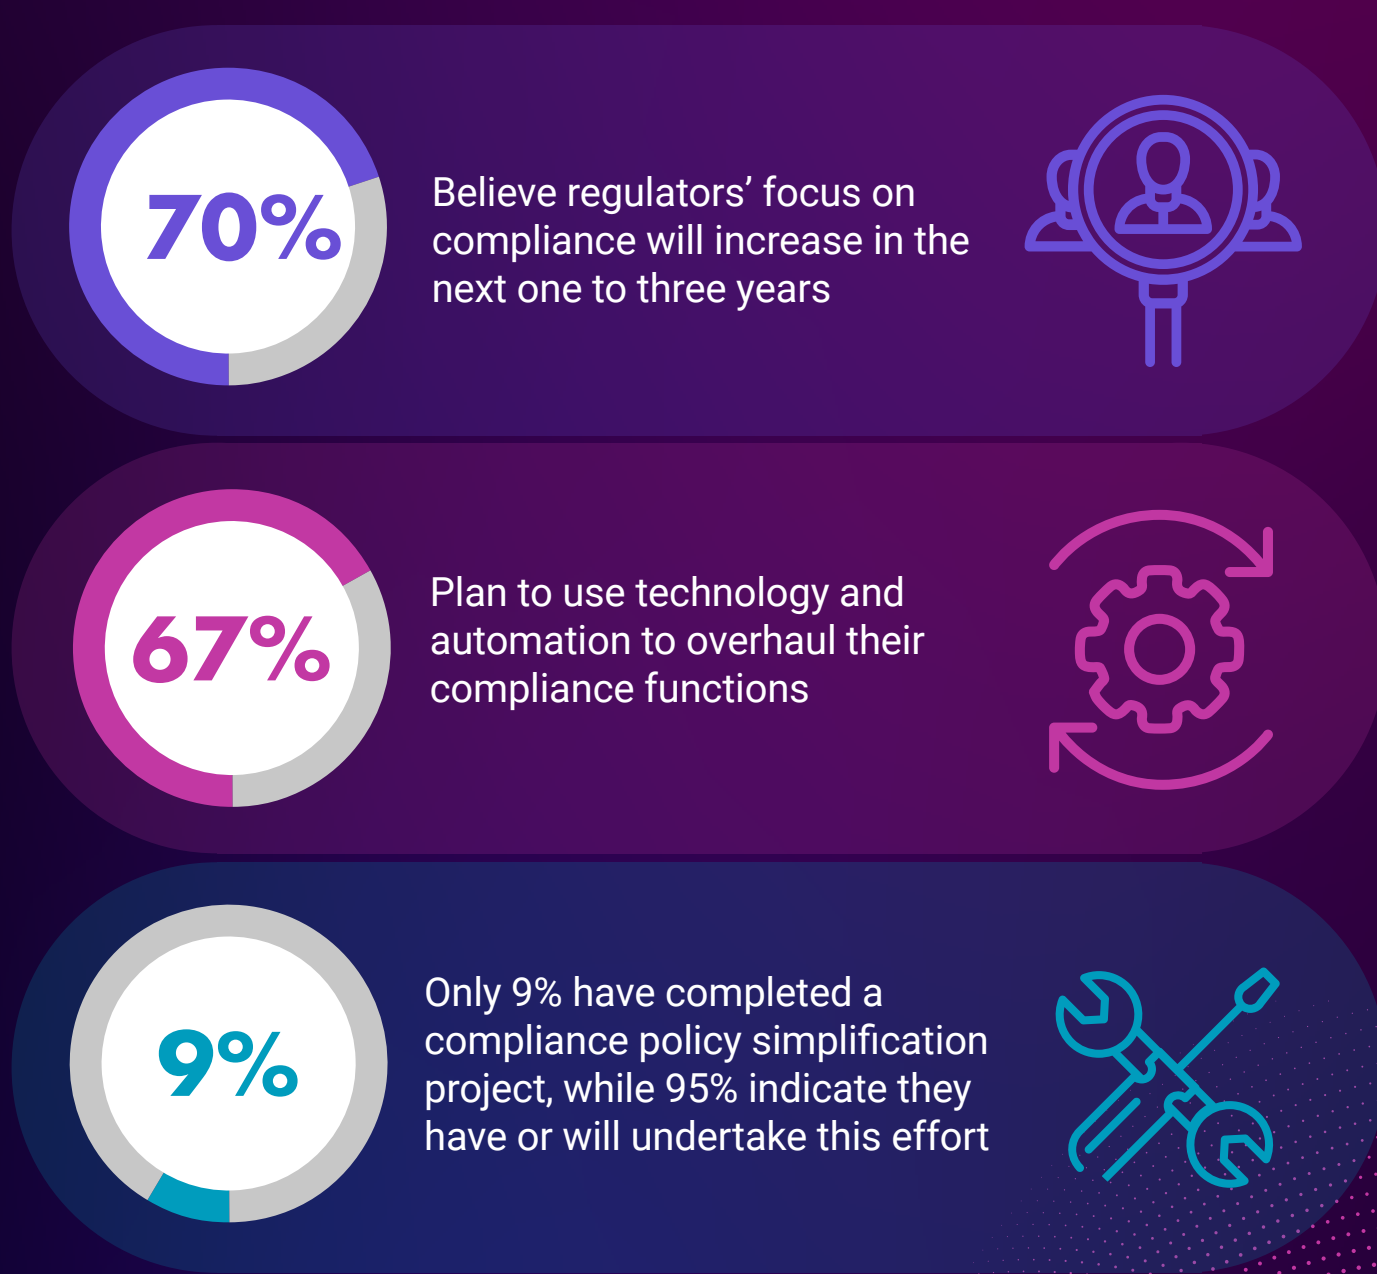 70%
Believe regulators’ focus on
compliance will increase in the
next one to three years
67%
Plan to use technology and
automation to overhaul their
compliance functions
9%
Only 9% have completed a
compliance policy simplification
project, while 95% indicate they
have or will undertake this effort